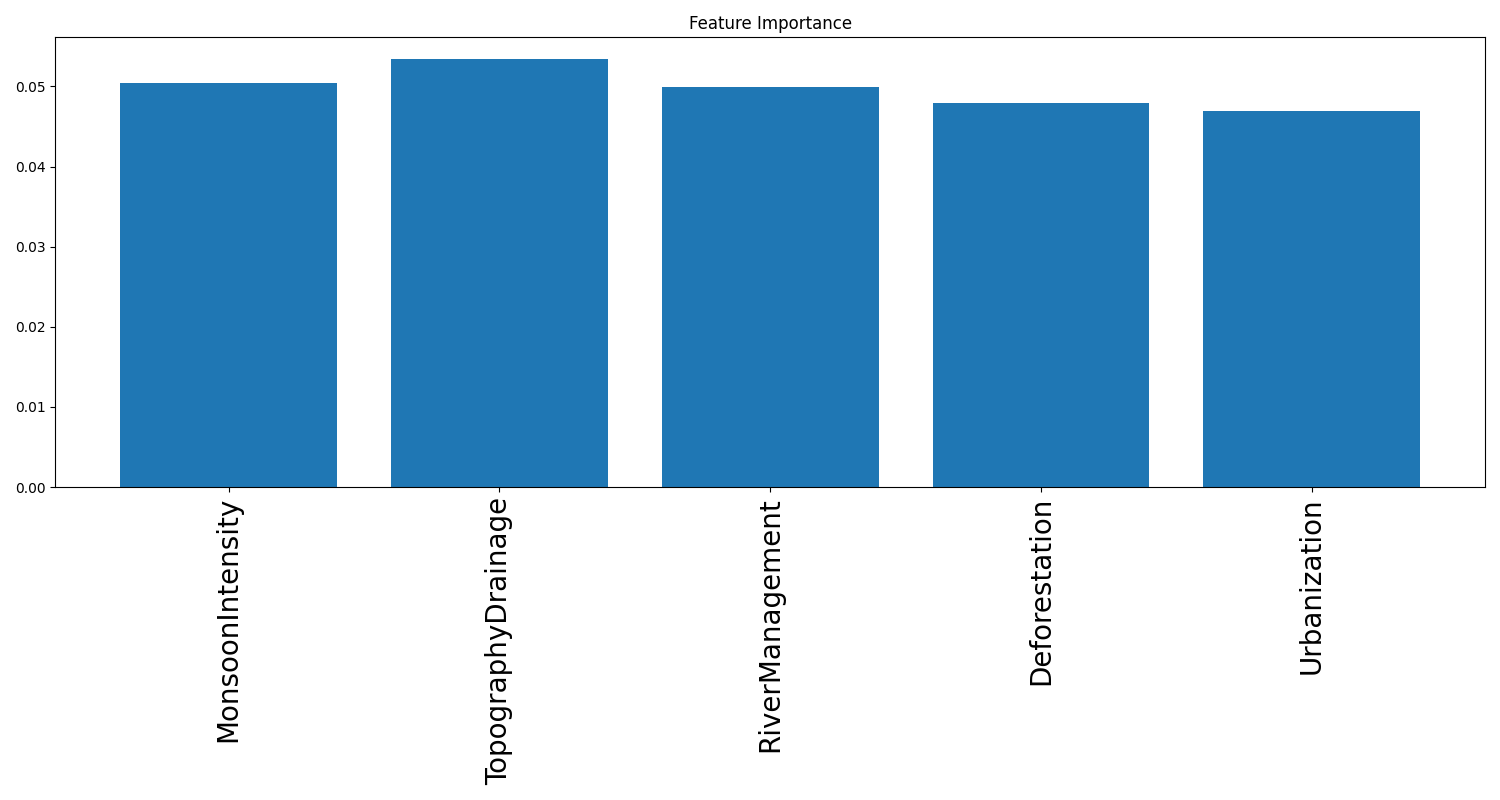 Feature Importance
0.05
0.04
0.03
0.02
0.01
0.00
MonsoonIntensity
TopographyDrainage
RiverManagement
Deforestation
Urbanization